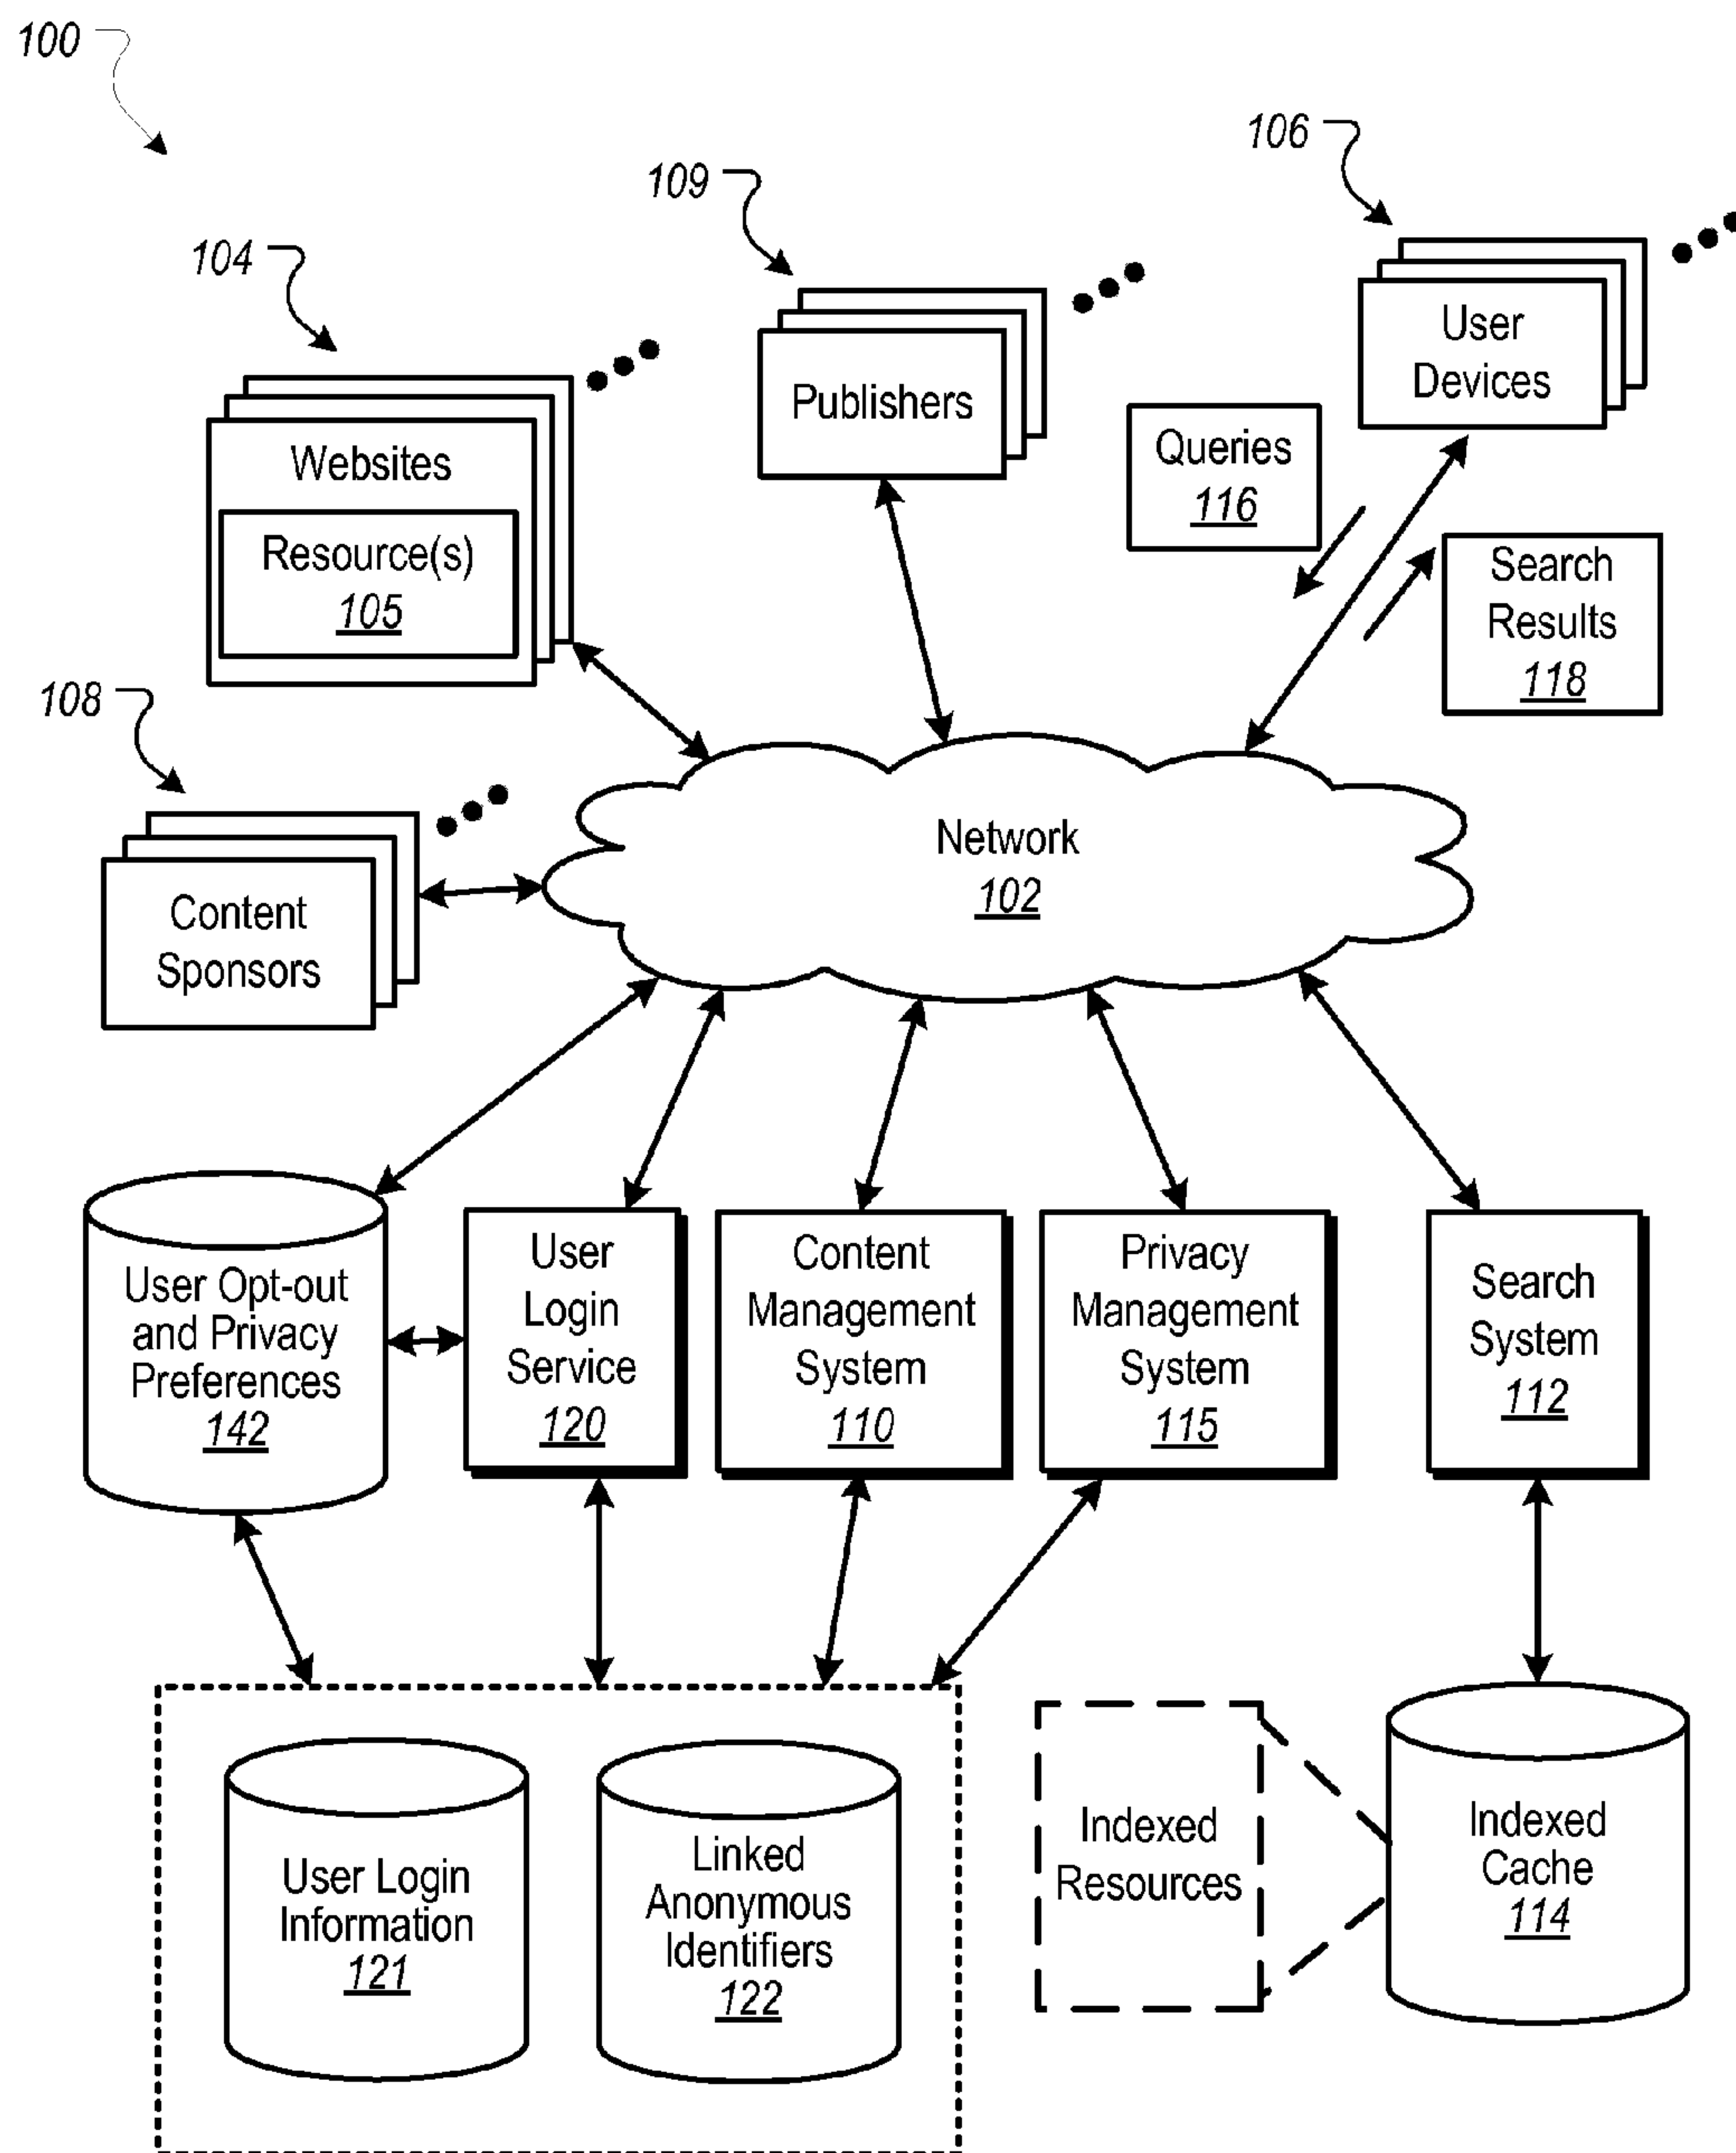 100
106
109
104
User
Devices
Publishers
Queries
116
Websites
Resource(s)
105
Search
Results
118
108
Network
102
Content
Sponsors
User Opt-out
and Privacy
Preferences
142
User
Login
Service
120
Content
Management
System
110
Privacy
Management
System
115
Search
System
112
User Login
Information
121
Linked
Anonymous
Identifiers
122
Indexed
Resources
Indexed
Cache
114